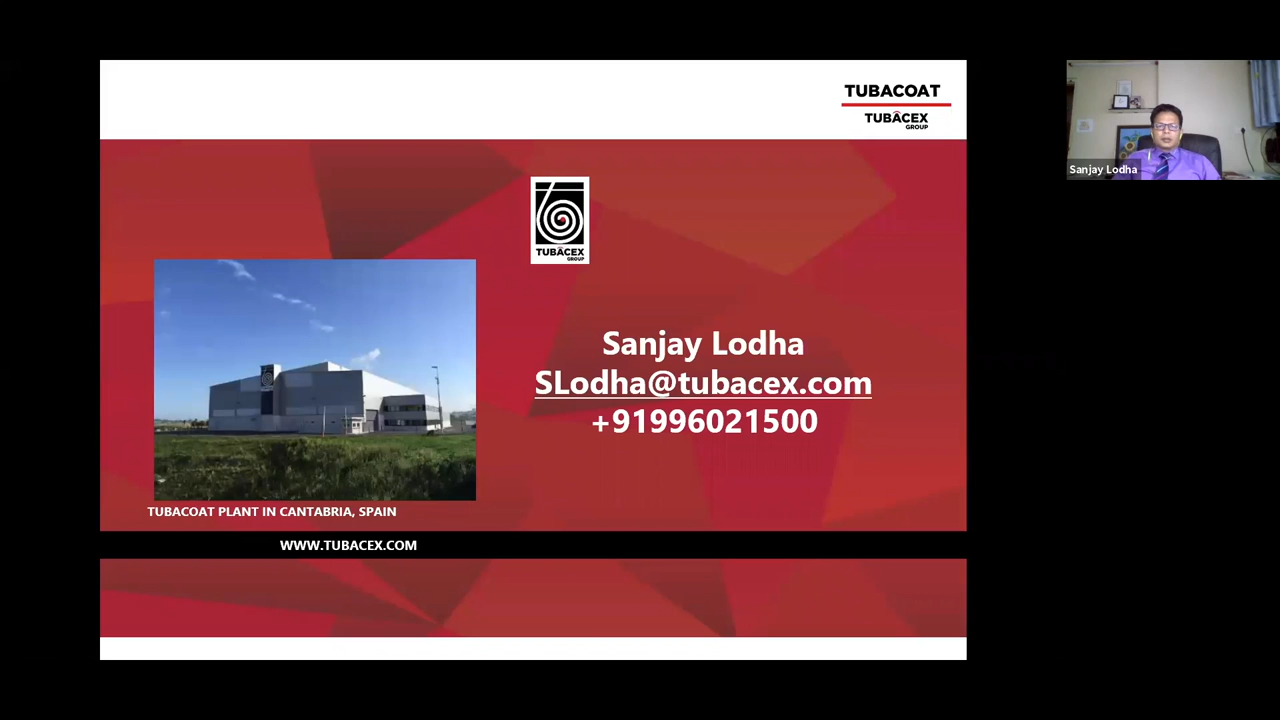 TUBACOAT
TUBACEX
GROUP
Sanjay Lodha
TUBACEX
GROUP
Sanjay Lodha
SLodha@tubacex.com
+91996021500
TUBACOAT PLANT IN CANTABRIA, SPAIN
WWW.TUBACEX.COM